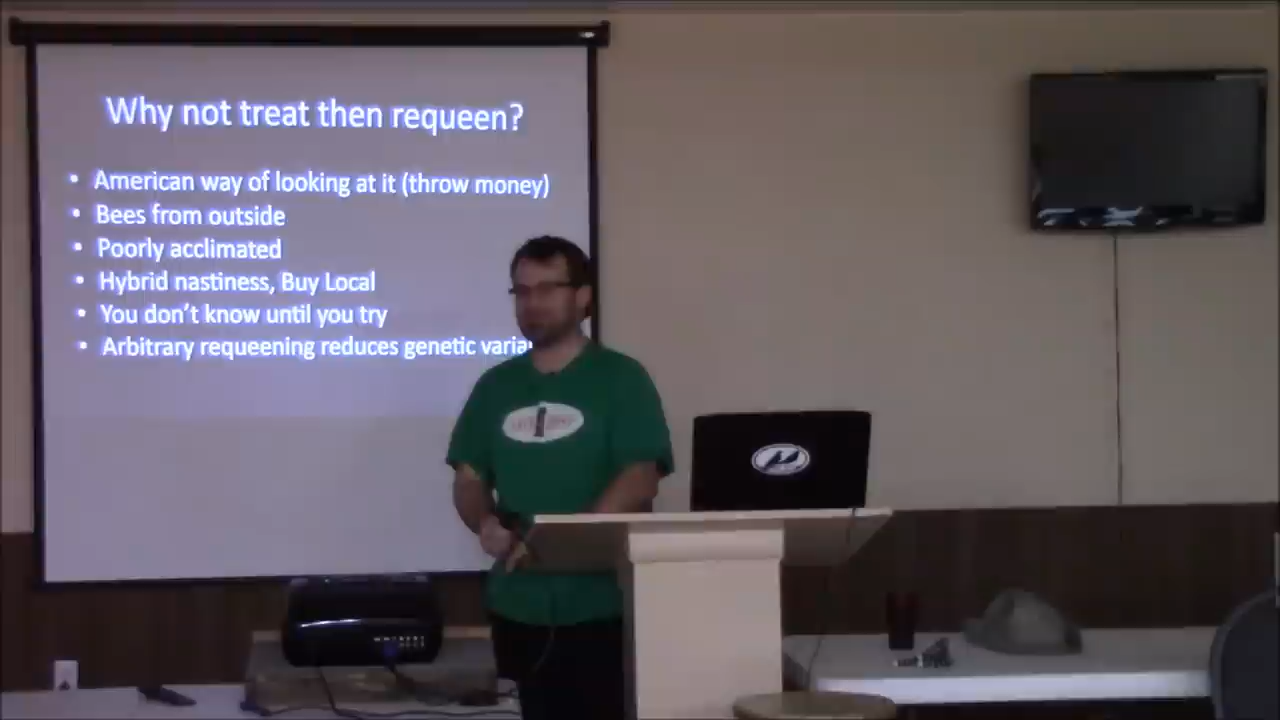 Why not treat then requeen?
• American way of looking at it (throw money)
• Bees from outside
• Poorly acclimated
• Hybrid nastiness, Buy Local
• You don't know until you try
• Arbitrary requeening reduces genetic varia